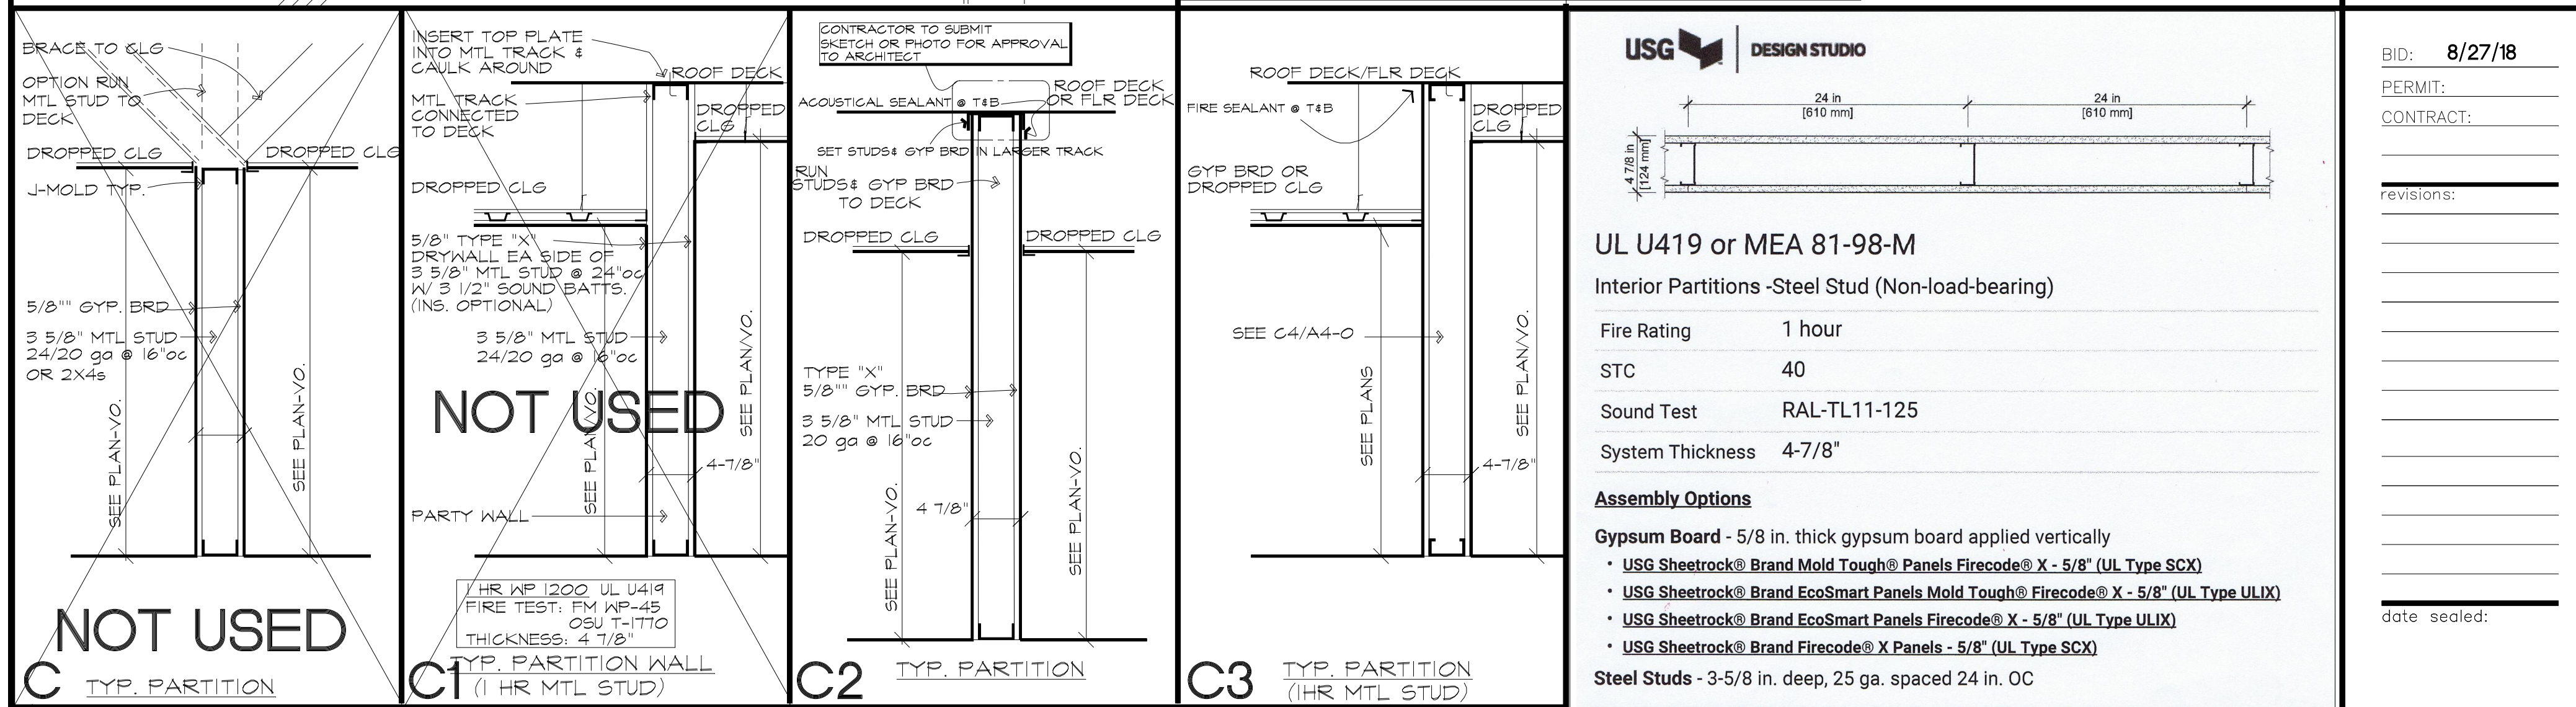 BRACE TO CLG
OPTION RUN
MTL STUD TO
DECK
DROPPED CLG
DROPPED CLG
J-MOLD TYP.
5/8"" GYP. BRD
3 5/8" MTL STUD
24/20 ga @ 16"oc
OR 2X4s
SEE PLAN-VO.
SEE PLAN-VO.
NOT USED
C
TYP. PARTITION
INSERT TOP PLATE
INTO MTL TRACK &
CAULK AROUND
ROOF DECK
MTL TRACK
CONNECTED
TO DECK
DROPPED
CLG
DROPPED CLG
5/8" TYPE "X"
DRYWALL EA SIDE OF
3 5/8" MTL STUD @ 24"oc
W/ 3 1/2" SOUND BATTS.
(INS. OPTIONAL)
3 5/8" MTL STUD
24/20 ga @ 16"oc
SEE PLAN/VO.
SEE PLAN/VO.
NOT USED
4-7/8"
PARTY WALL
1 HR WP 1200 UL U419
FIRE TEST: FM WP-45
OSU T-1770
THICKNESS: 4 7/8"
C1
TYP. PARTITION WALL
(1 HR MTL STUD)
CONTRACTOR TO SUBMIT
SKETCH OR PHOTO FOR APPROVAL
TO ARCHITECT
ROOF DECK
OR FLR DECK
ACOUSTICAL SEALANT @ T&B
SET STUDS& GYP BRD IN LARGER TRACK
RUN
STUDS& GYP BRD
TO DECK
DROPPED CLG
DROPPED CLG
TYPE "X"
5/8"" GYP. BRD
3 5/8" MTL STUD
20 ga @ 16"oc
SEE PLAN-VO.
4 7/8"
SEE PLAN-VO.
C2
TYP. PARTITION
ROOF DECK/FLR DECK
FIRE SEALANT @ T&B
DROPPED
CLG
GYP BRD OR
DROPPED CLG
SEE C4/A4-0
SEE PLANS
SEE PLAN/VO.
4-7/8"
C3
TYP. PARTITION
(1HR MTL STUD)
USG DESIGN STUDIO
24 in
[610 mm]
24 in
[610 mm]
4 7/8 in
[124 mm]
UL U419 or MEA 81-98-M
Interior Partitions -Steel Stud (Non-load-bearing)
Fire Rating 1 hour
STC 40
Sound Test RAL-TL11-125
System Thickness 4-7/8"
Assembly Options
Gypsum Board - 5/8 in. thick gypsum board applied vertically
• USG Sheetrock® Brand Mold Tough® Panels Firecode® X - 5/8" (UL Type SCX)
• USG Sheetrock® Brand EcoSmart Panels Mold Tough® Firecode® X - 5/8" (UL Type ULIX)
• USG Sheetrock® Brand EcoSmart Panels Firecode® X - 5/8" (UL Type ULIX)
• USG Sheetrock® Brand Firecode® X Panels - 5/8" (UL Type SCX)
Steel Studs - 3-5/8 in. deep, 25 ga. spaced 24 in. OC
BID: 8/27/18
PERMIT:
CONTRACT:
revisions:
date sealed: